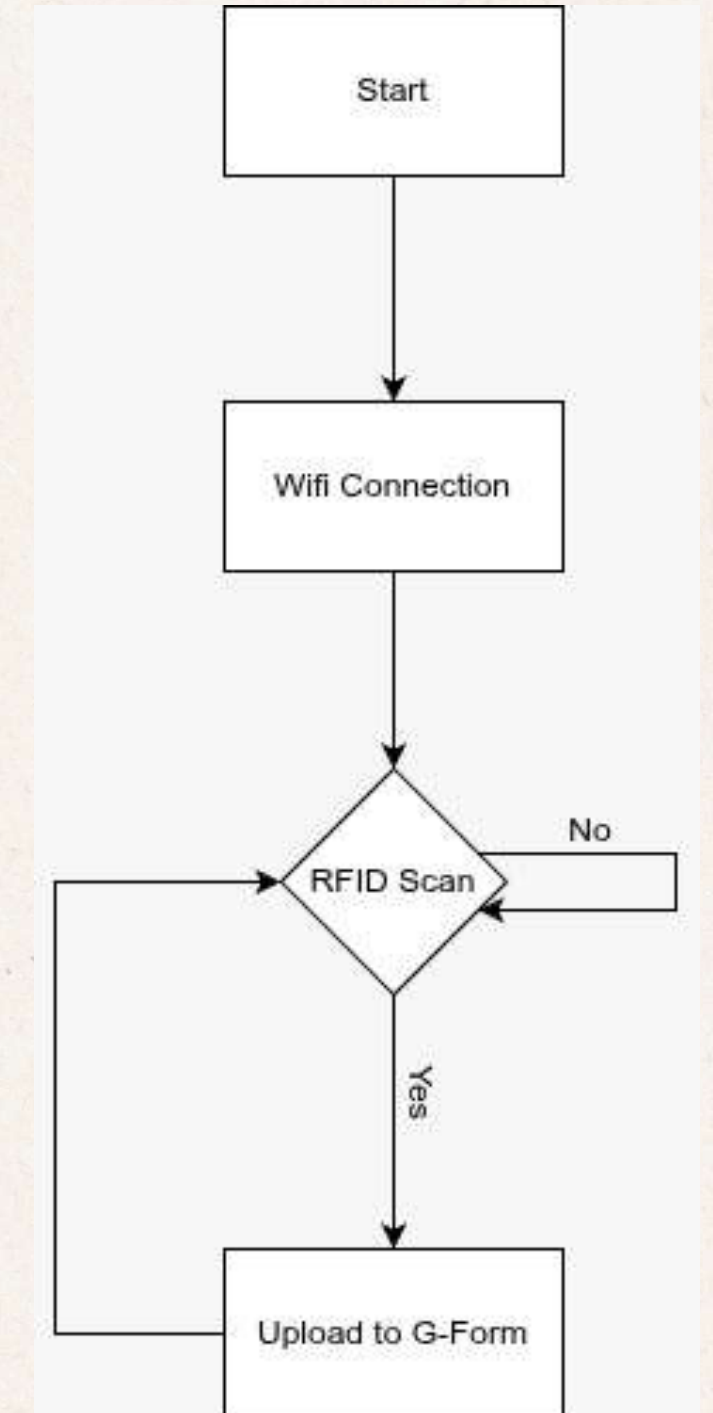 Start
Wifi Connection
RFID Scan
No
Yes
Upload to G-Form